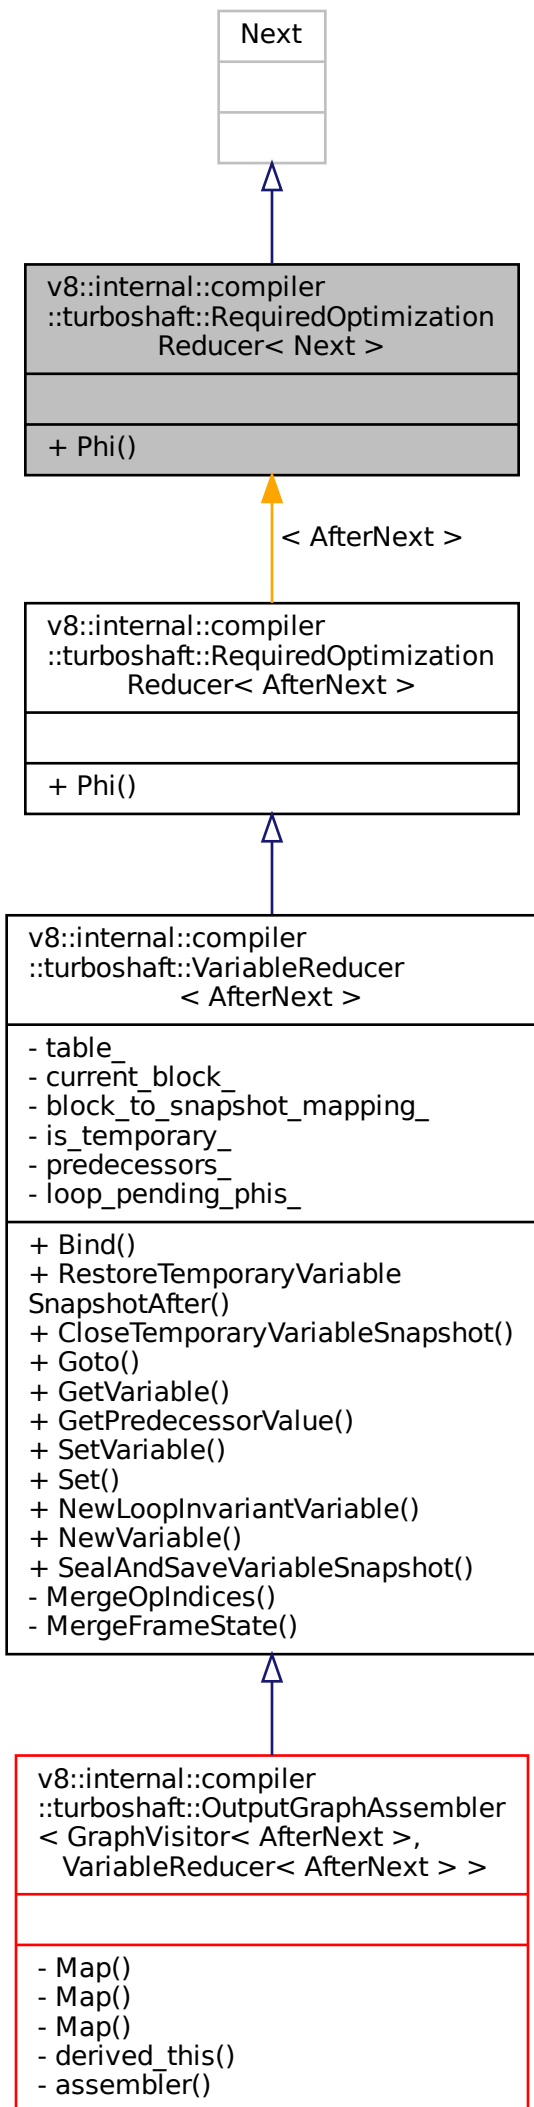 Next
v8::internal::compiler
::turboshaft::RequiredOptimization
Reducer< Next >
+ Phi()
< AfterNext >
v8::internal::compiler
::turboshaft::RequiredOptimization
Reducer< AfterNext >
+ Phi()
v8::internal::compiler
::turboshaft::VariableReducer
< AfterNext >
- table_
- current_block_
- block_to_snapshot_mapping_
- is_temporary_
- predecessors_
- loop_pending_phis_
+ Bind()
+ RestoreTemporaryVariable
SnapshotAfter()
+ CloseTemporaryVariableSnapshot()
+ Goto()
+ GetVariable()
+ GetPredecessorValue()
+ SetVariable()
+ Set()
+ NewLoopInvariantVariable()
+ NewVariable()
+ SealAndSaveVariableSnapshot()
- MergeOpIndices()
- MergeFrameState()
v8::internal::compiler
::turboshaft::OutputGraphAssembler
< GraphVisitor< AfterNext >,
VariableReducer< AfterNext > >
- Map()
- Map()
- Map()
- derived_this()
- assembler()